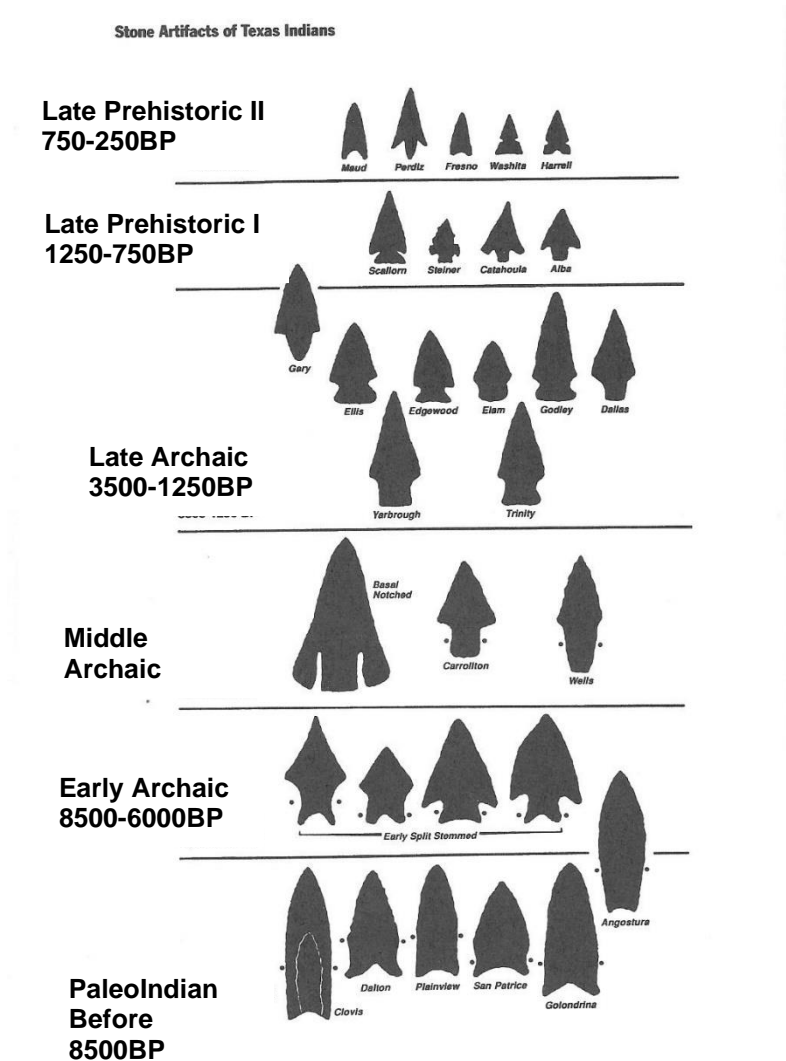 Stone Artifacts of Texas Indians
Late Prehistoric II
750-250BP
Maud Perdiz Fresno Washita Harrell
Late Prehistoric I
1250-750BP
Scallorn Steiner Catahoula Alba
Gary
Ellis Edgewood Elam Godley Dallas
Late Archaic
3500-1250BP
Yarbrough Trinity
Basal
Notched
Middle
Archaic
Carrollton
Wells
Early Archaic
8500-6000BP
Early Split Stemmed
Angostura
Dalton Plainview San Patrice
Golondrina
Clovis
PaleoIndian
Before
8500BP